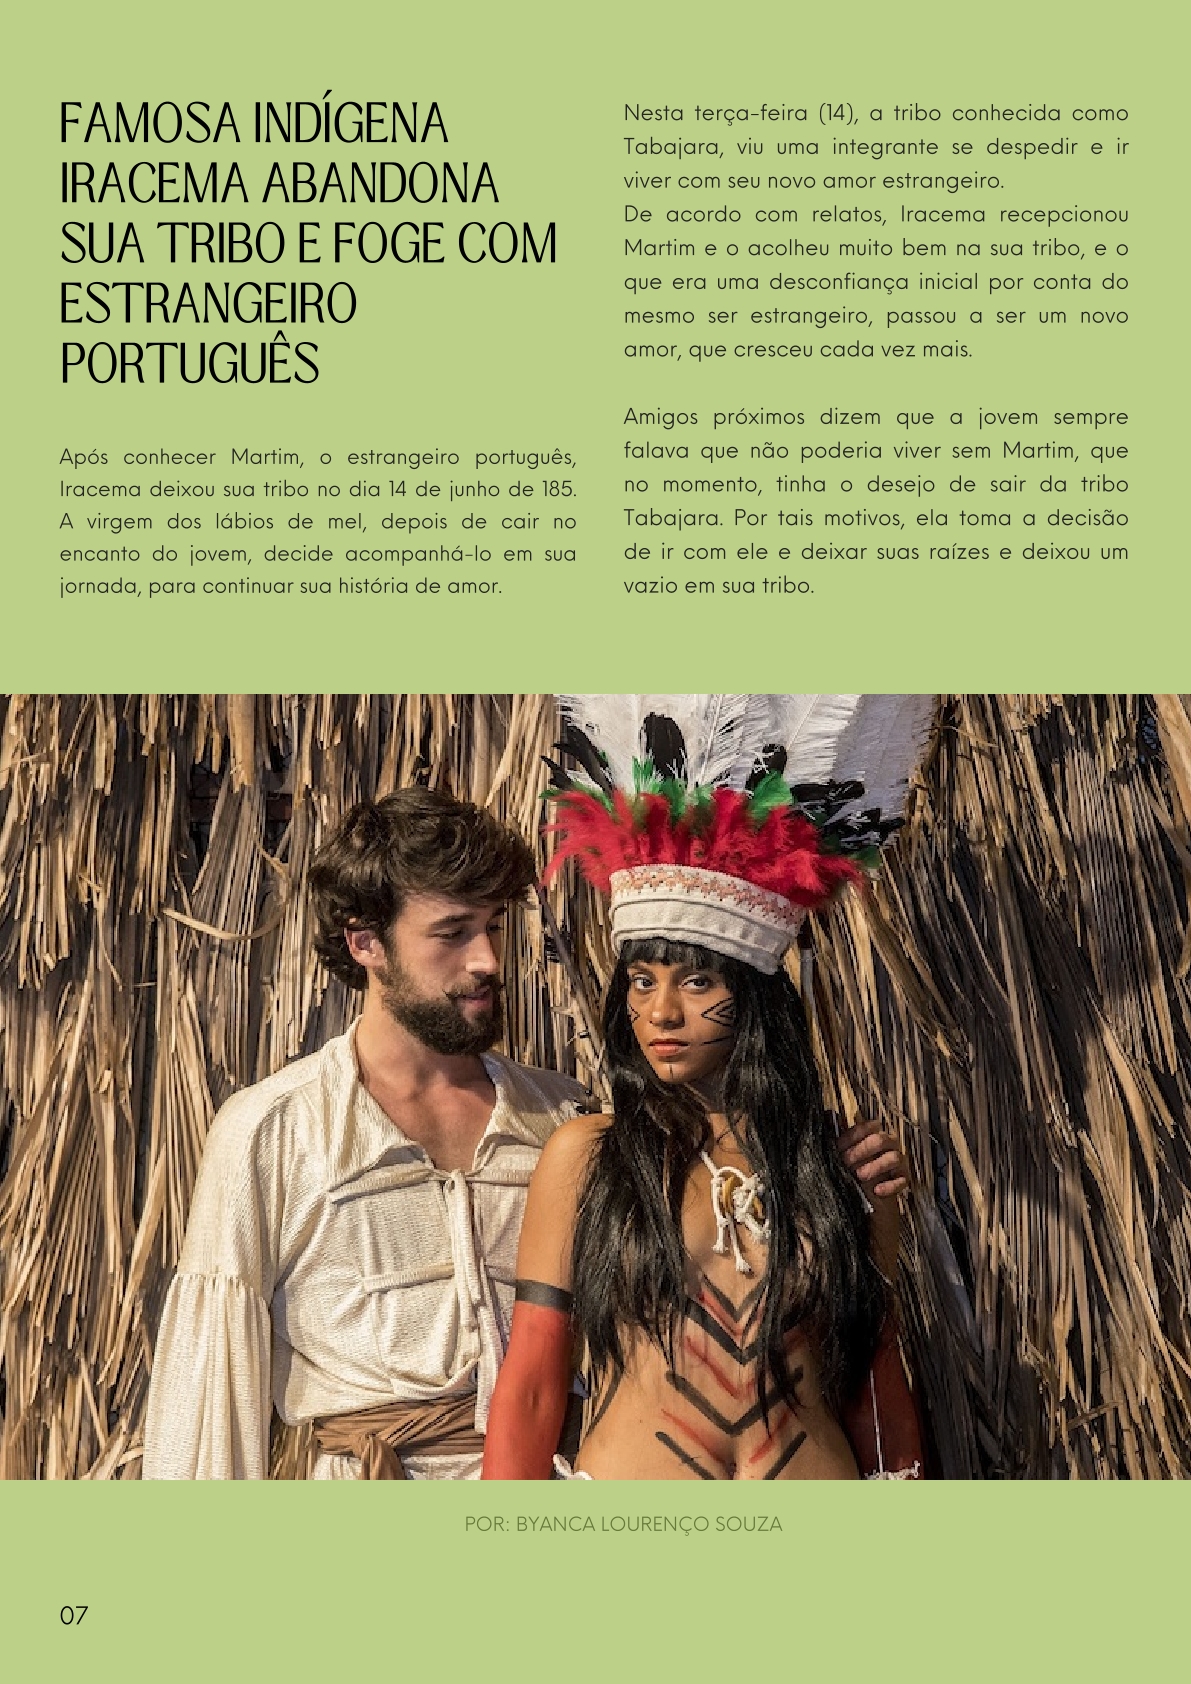 FAMOSA INDÍGENA
IRACEMA ABANDONA
SUA TRIBO E FOGE COM
ESTRANGEIRO
PORTUGUÊS
Após conhecer Martim, o estrangeiro português,
Iracema deixou sua tribo no dia 14 de junho de 185.
A virgem dos lábios de mel, depois de cair no
encanto do jovem, decide acompanhá-lo em sua
jornada, para continuar sua história de amor.
Nesta terça-feira (14), a tribo conhecida como
Tabajara, viu uma integrante se despedir e ir
viver com seu novo amor estrangeiro.
De acordo com relatos, Iracema recepcionou
Martim e o acolheu muito bem na sua tribo, e o
que era uma desconfiança inicial por conta do
mesmo ser estrangeiro, passou a ser um novo
amor, que cresceu cada vez mais.
Amigos próximos dizem que a jovem sempre
falava que não poderia viver sem Martim, que
no momento, tinha o desejo de sair da tribo
Tabajara. Por tais motivos, ela toma a decisão
de ir com ele e deixar suas raízes e deixou um
vazio em sua tribo.
POR: BYANCA LOURENÇO SOUZA
07